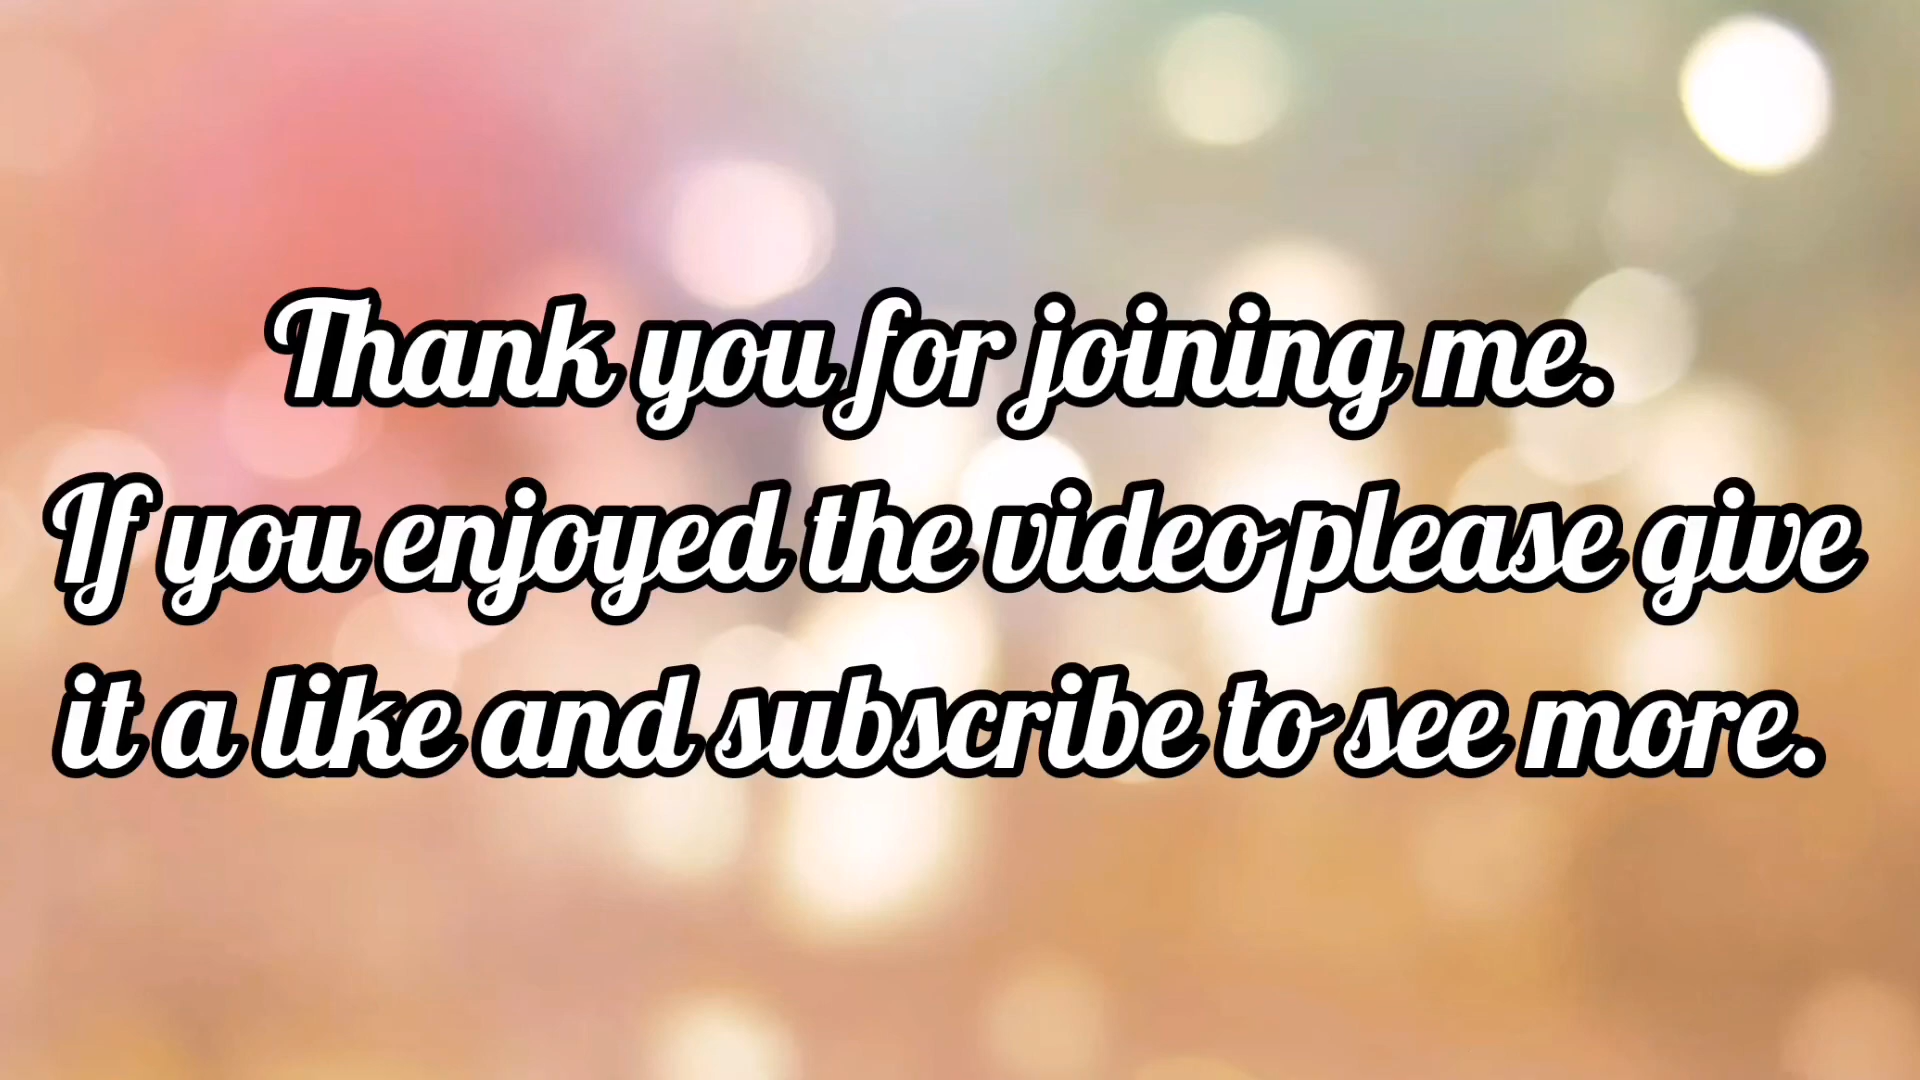 Thank you for joining me.
If you enjoyed the video please give
it a like and subscribe to see more.